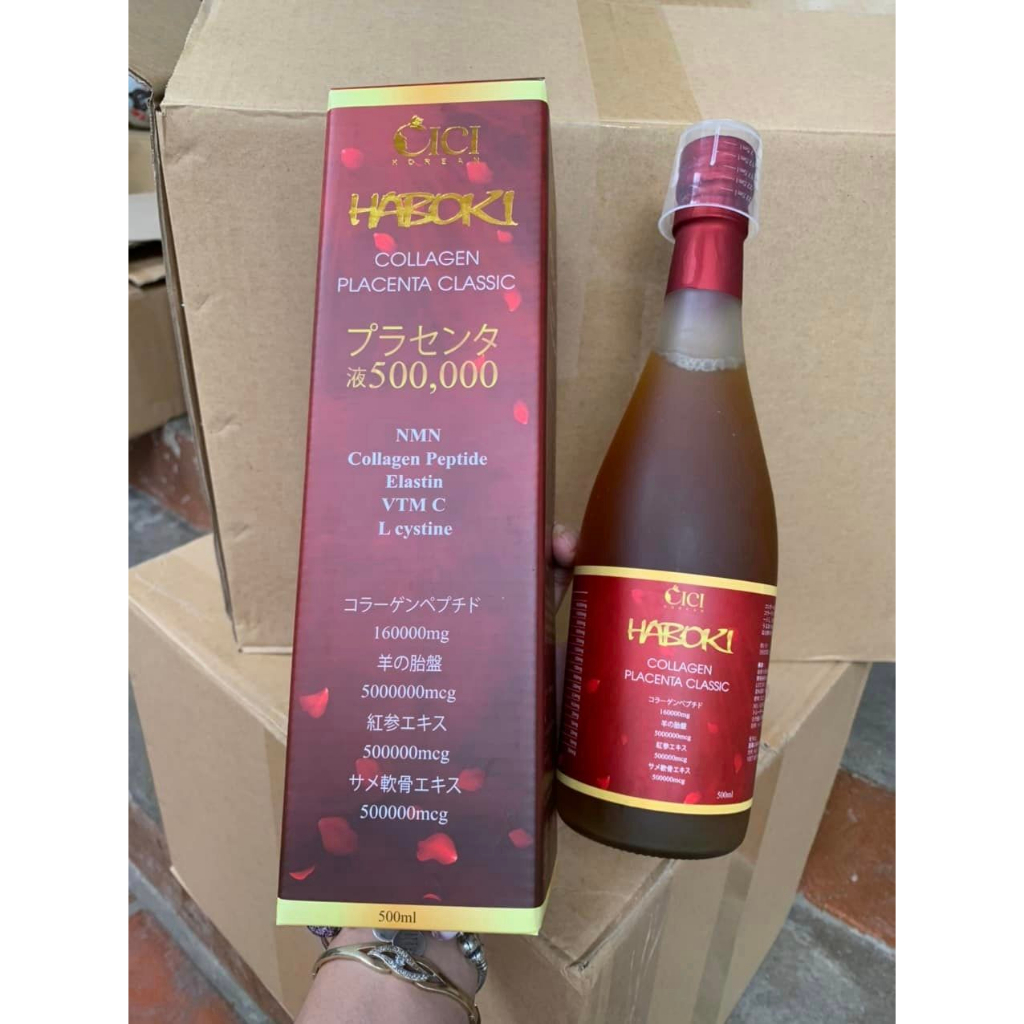 CICI
KOREAN
HABOKI
COLLAGEN
PLACENTA CLASSIC
プラセンタ
液500,000
NMN
Collagen Peptide
Elastin
VTM C
L cystine
コラーゲンペプチド
160000mg
羊の胎盤
5000000mcg
紅参エキス
500000mcg
サメ軟骨エキス
500000mcg
500ml
CICI
KOREAN
HABOKI
COLLAGEN
PLACENTA CLASSIC
コラーゲンペプチド
160000mg
羊の胎盤
5000000mcg
紅参エキス
500000mcg
サメ軟骨エキス
500000mcg
500ml